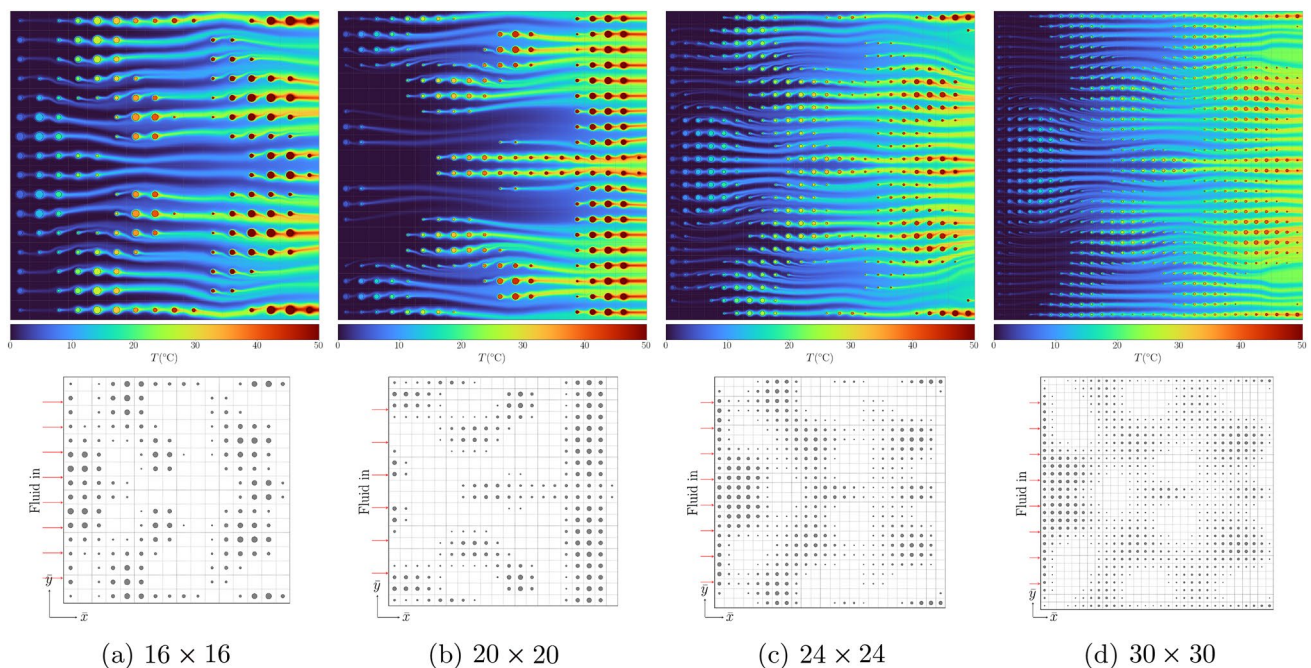 0 10 20 30 40 50
T(°C)
0 10 20 30 40 50
T(°C)
0 10 20 30 40 50
T(°C)
0 10 20 30 40 50
T(°C)
Fluid in
ȳ
x̄
Fluid in
ȳ
x̄
Fluid in
ȳ
x̄
Fluid in
ȳ
x̄
(a) 16 × 16
(b) 20 × 20
(c) 24 × 24
(d) 30 × 30